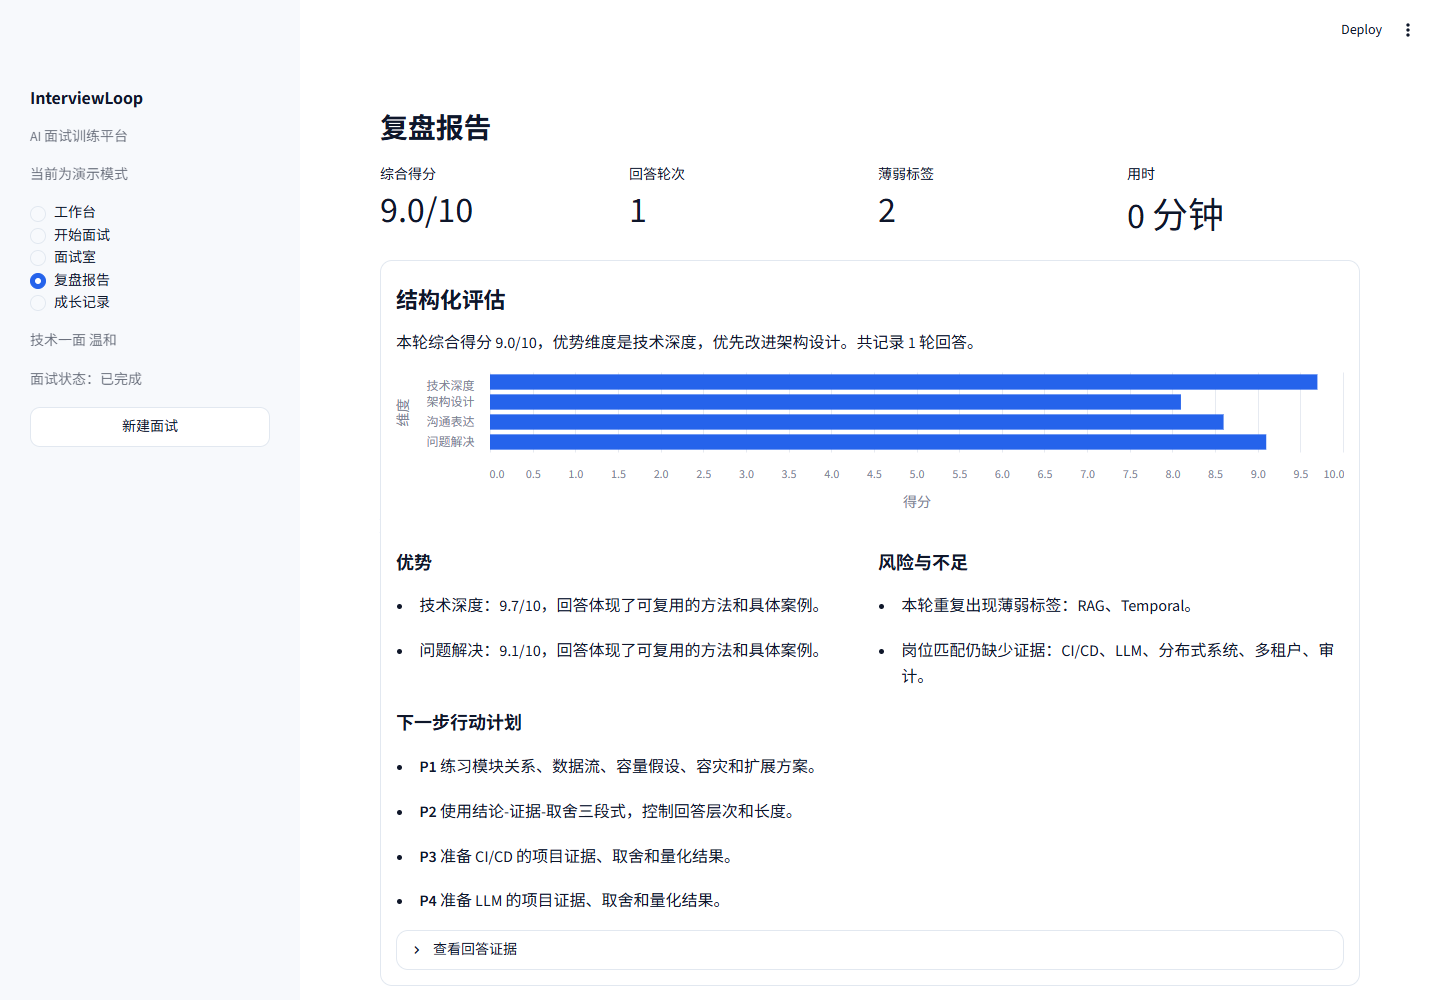 Deploy
InterviewLoop
AI 面试训练平台
当前为演示模式
工作台
开始面试
面试室
复盘报告
成长记录
技术一面 温和
面试状态：已完成
新建面试
复盘报告
综合得分
9.0/10
回答轮次
1
薄弱标签
2
用时
0 分钟
结构化评估
本轮综合得分 9.0/10，优势维度是技术深度，优先改进架构设计。共记录 1 轮回答。
维度
技术深度
架构设计
沟通表达
问题解决
0.0 0.5 1.0 1.5 2.0 2.5 3.0 3.5 4.0 4.5 5.0 5.5 6.0 6.5 7.0 7.5 8.0 8.5 9.0 9.5 10.0
得分
优势
• 技术深度：9.7/10，回答体现了可复用的方法和具体案例。
• 问题解决：9.1/10，回答体现了可复用的方法和具体案例。
风险与不足
• 本轮重复出现薄弱标签：RAG、Temporal。
• 岗位匹配仍缺少证据：CI/CD、LLM、分布式系统、多租户、审
计。
下一步行动计划
• P1 练习模块关系、数据流、容量假设、容灾和扩展方案。
• P2 使用结论-证据-取舍三段式，控制回答层次和长度。
• P3 准备 CI/CD 的项目证据、取舍和量化结果。
• P4 准备 LLM 的项目证据、取舍和量化结果。
查看回答证据